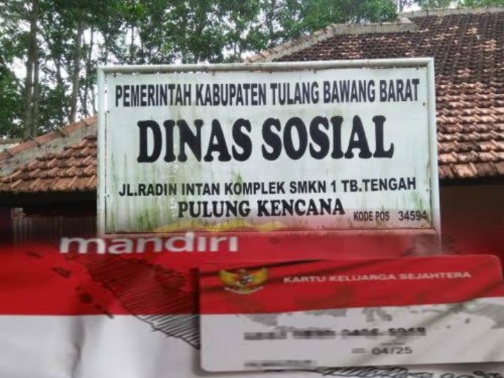 PEMERINTAH KABUPATEN TULANG BAWANG BARAT
DINAS SOSIAL
JL.RADIN INTAN KOMPLEK SMKN 1 TB.TENGAH
PULUNG KENCANA
KODE POS 34594
mandiri
KARTU KELUARGA SEJAHTERA
04/25